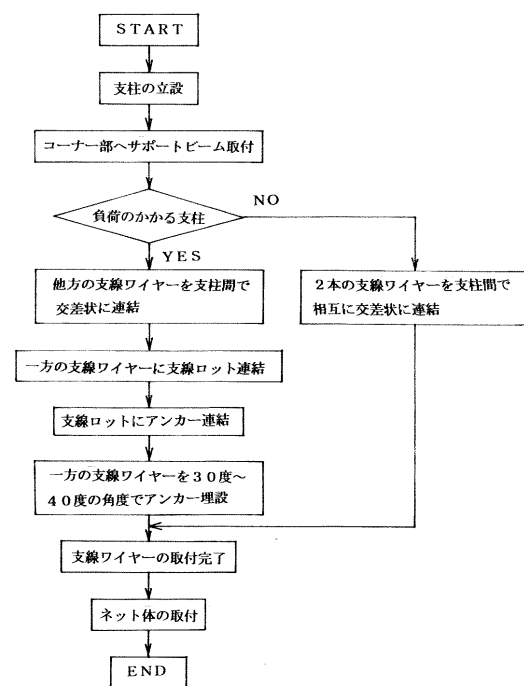 START
支柱の立設
コーナー部へサポートビーム取付
負荷のかかる支柱
NO
YES
他方の支線ワイヤーを支柱間で
交差状に連結
2本の支線ワイヤーを支柱間で
相互に交差状に連結
一方の支線ワイヤーに支線ロット連結
支線ロットにアンカー連結
一方の支線ワイヤーを30度〜
40度の角度でアンカー埋設
支線ワイヤーの取付完了
ネット体の取付
END